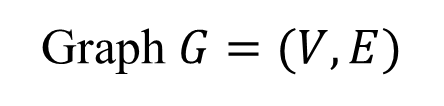 Graph G = (V, E)